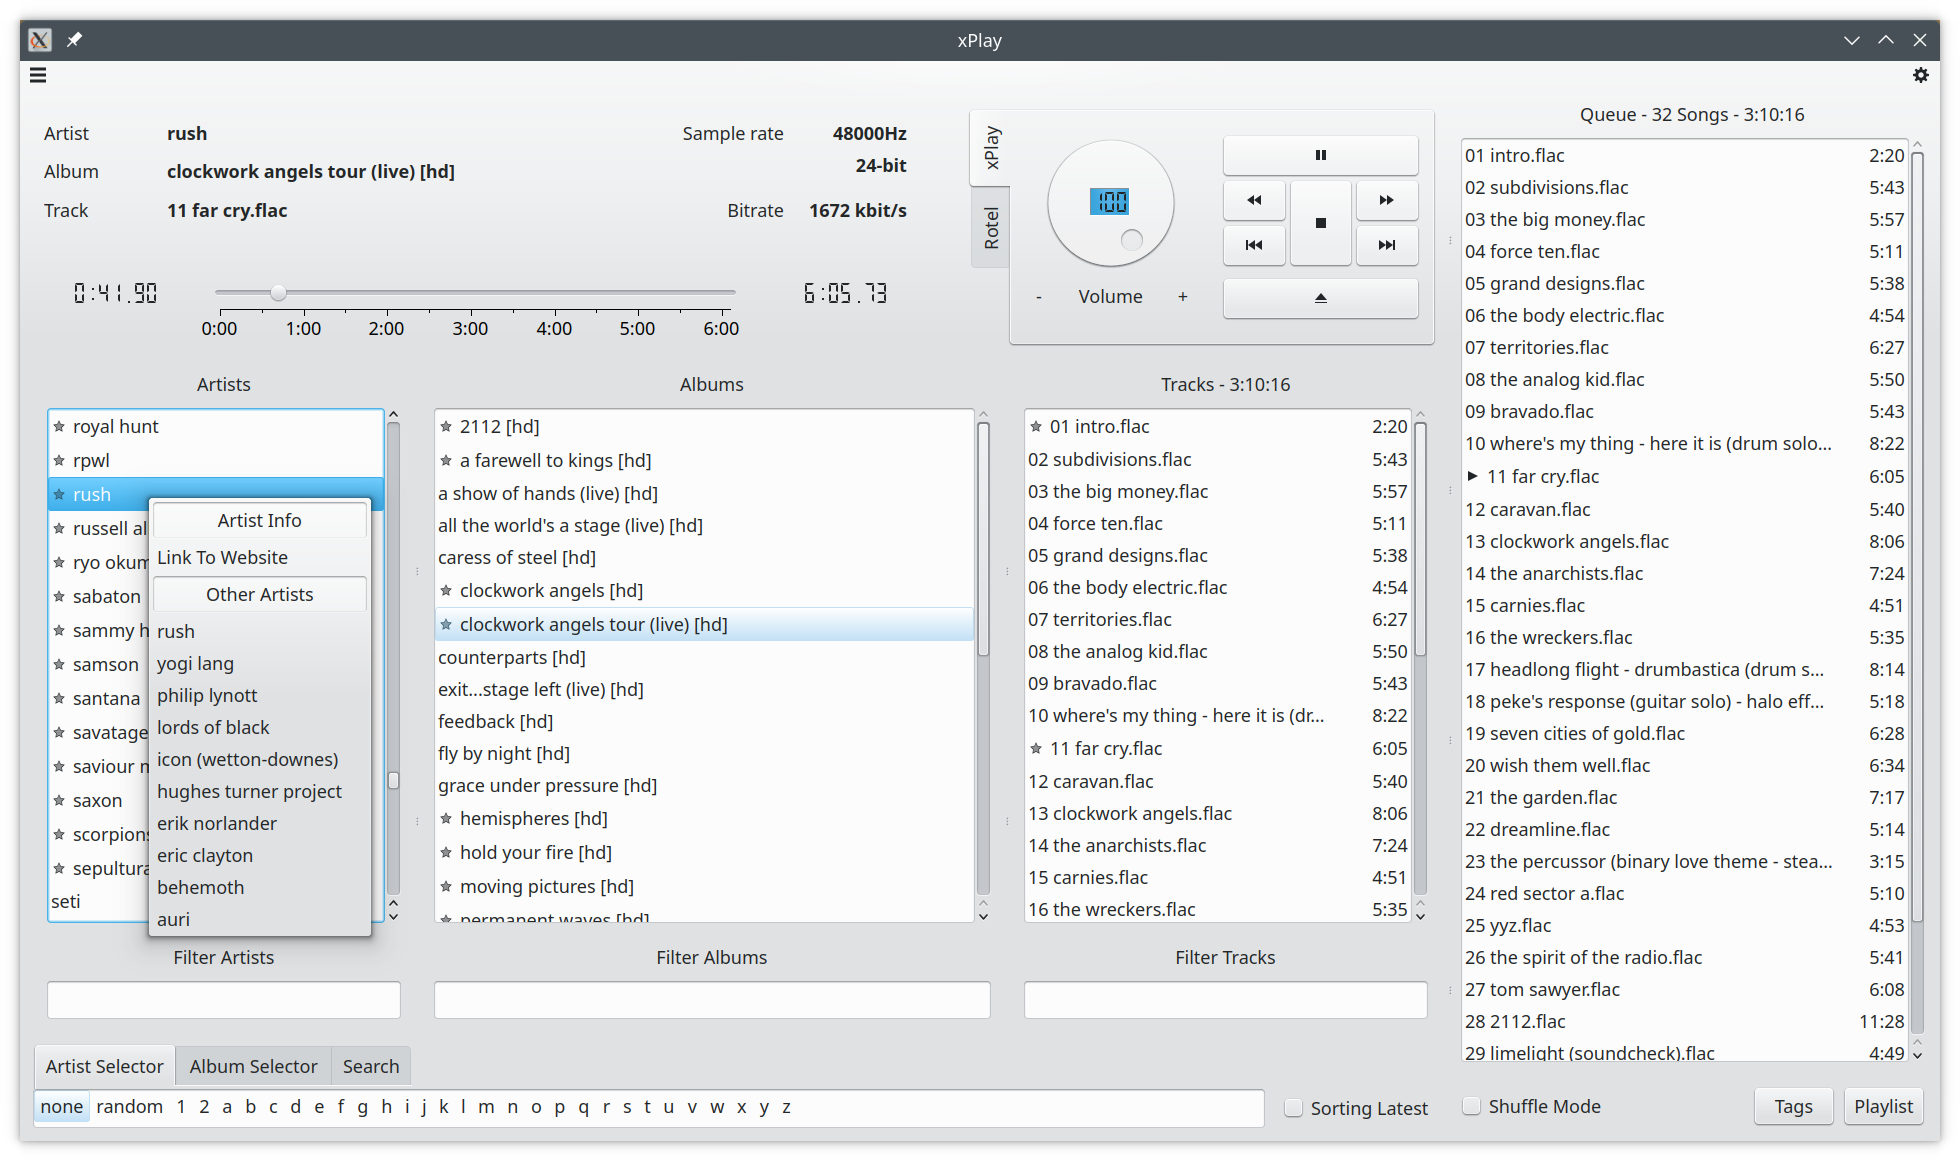 xPlay
Artist rush
Album clockwork angels tour (live) [hd]
Track 11 far cry.flac
Sample rate 48000Hz
24-bit
Bitrate 1672 kbit/s
0:41.90
6:05.73
0:00 1:00 2:00 3:00 4:00 5:00 6:00
xPlay
Rotel
100
- Volume +
Artists
royal hunt
rpwl
rush
russell al
ryo okum
sabaton
sammy h
samson
santana
savatage
saviour m
saxon
scorpions
sepultura
seti
Artist Info
Link To Website
Other Artists
rush
yogi lang
philip lynott
lords of black
icon (wetton-downes)
hughes turner project
erik norlander
eric clayton
behemoth
auri
Filter Artists
Albums
2112 [hd]
a farewell to kings [hd]
a show of hands (live) [hd]
all the world's a stage (live) [hd]
caress of steel [hd]
clockwork angels [hd]
clockwork angels tour (live) [hd]
counterparts [hd]
exit...stage left (live) [hd]
feedback [hd]
fly by night [hd]
grace under pressure [hd]
hemispheres [hd]
hold your fire [hd]
moving pictures [hd]
permanent waves [hd]
Filter Albums
Tracks - 3:10:16
01 intro.flac 2:20
02 subdivisions.flac 5:43
03 the big money.flac 5:57
04 force ten.flac 5:11
05 grand designs.flac 5:38
06 the body electric.flac 4:54
07 territories.flac 6:27
08 the analog kid.flac 5:50
09 bravado.flac 5:43
10 where's my thing - here it is (dr... 8:22
11 far cry.flac 6:05
12 caravan.flac 5:40
13 clockwork angels.flac 8:06
14 the anarchists.flac 7:24
15 carnies.flac 4:51
16 the wreckers.flac 5:35
Filter Tracks
Queue - 32 Songs - 3:10:16
01 intro.flac 2:20
02 subdivisions.flac 5:43
03 the big money.flac 5:57
04 force ten.flac 5:11
05 grand designs.flac 5:38
06 the body electric.flac 4:54
07 territories.flac 6:27
08 the analog kid.flac 5:50
09 bravado.flac 5:43
10 where's my thing - here it is (drum solo... 8:22
11 far cry.flac 6:05
12 caravan.flac 5:40
13 clockwork angels.flac 8:06
14 the anarchists.flac 7:24
15 carnies.flac 4:51
16 the wreckers.flac 5:35
17 headlong flight - drumbastica (drum s... 8:14
18 peke's response (guitar solo) - halo eff... 5:18
19 seven cities of gold.flac 6:28
20 wish them well.flac 6:34
21 the garden.flac 7:17
22 dreamline.flac 5:14
23 the percussor (binary love theme - stea... 3:15
24 red sector a.flac 5:10
25 yyz.flac 4:53
26 the spirit of the radio.flac 5:41
27 tom sawyer.flac 6:08
28 2112.flac 11:28
29 limelight (soundcheck).flac 4:49
Artist Selector Album Selector Search
none random 1 2 a b c d e f g h i j k l m n o p q r s t u v w x y z
Sorting Latest
Shuffle Mode
Tags
Playlist